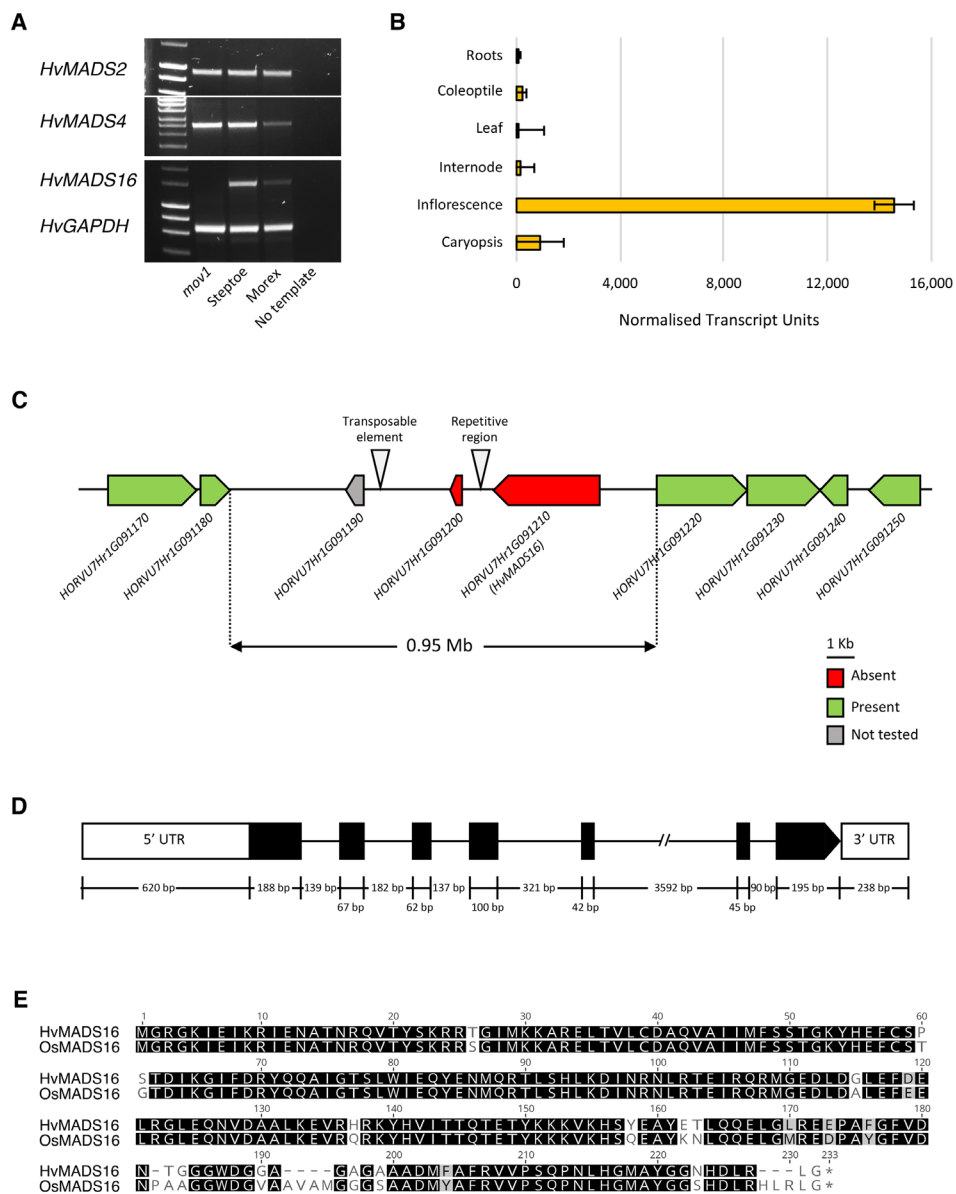 A
HvMADS2
HvMADS4
HvMADS16
HvGAPDH
mov1
Steptoe
Morex
No template
B
Roots
Coleoptile
Leaf
Internode
Inflorescence
Caryopsis
0 4,000 8,000 12,000 16,000
Normalised Transcript Units
C
Transposable
element
Repetitive
region
HORVU7Hr1G091170
HORVU7Hr1G091180
HORVU7Hr1G091190
HORVU7Hr1G091200
HORVU7Hr1G091210
(HvMADS16)
HORVU7Hr1G091220
HORVU7Hr1G091230
HORVU7Hr1G091240
HORVU7Hr1G091250
0.95 Mb
1 Kb
Absent
Present
Not tested
D
5’ UTR 3’ UTR
620 bp 188 bp 139 bp 182 bp 137 bp 321 bp 3592 bp 90 bp 195 bp 238 bp
67 bp 62 bp 100 bp 42 bp 45 bp
E
1 10 20 30 40 50 60
HvMADS16 MGRGKIEIKRIENATNRQVTYSKRRTGIMKKARELTVLCDAQVAIIMFSSTGKYHEFCSP
OsMADS16 MGRGKIEIKRIENATNRQVTYSKRRSGIMKKARELTVLCDAQVAIIMFSSTGKYHEFCST
70 80 90 100 110 120
HvMADS16 STDIKGIFDRYQQAIGTSLWIEQYENMQRTLSHLKDINRNLRTEIRQRMGEDLDGLEFDE
OsMADS16 GTDIKGIFDRYQQAIGTSLWIEQYENMQRTLSHLKDINRNLRTEIRQRMGEDLDALEFEE
130 140 150 160 170 180
HvMADS16 LRGLEQNVDAALKEVRHRKYHVITTQTETYKKKVKHSYEAYETLQQELGLREEPAFGFVD
OsMADS16 LRGLEQNVDAALKEVRQRKYHVITTQTETYKKKVKHSQEAYKNLQQELGMREDPAYGFVD
190 200 210 220 230 233
HvMADS16 N-TGGGWDGGA----GAGAAADMFAFRVVPSQPNLHGMAYGGNHDLR---LG*
OsMADS16 NPAAGGWDGVAAVAMGGGSAADMYAFRVVPSQPNLHGMAYGGSHDLRHLRLG*